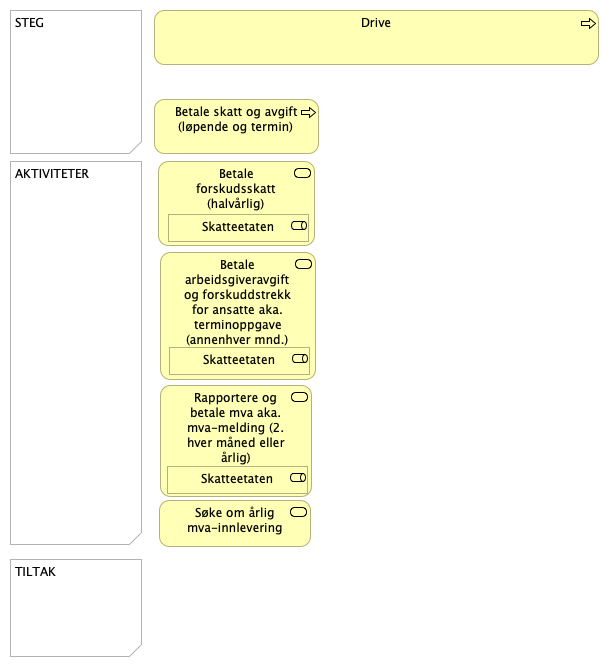 STEG
Drive
Betale skatt og avgift
(løpende og termin)
AKTIVITETER
Betale
forskudsskatt
(halvårlig)
Skatteetaten
Betale
arbeidsgiveravgift
og forskuddstrekk
for ansatte aka.
terminoppgave
(annenhver mnd.)
Skatteetaten
Rapportere og
betale mva aka.
mva-melding (2.
hver måned eller
årlig)
Skatteetaten
Søke om årlig
mva-innlevering
TILTAK